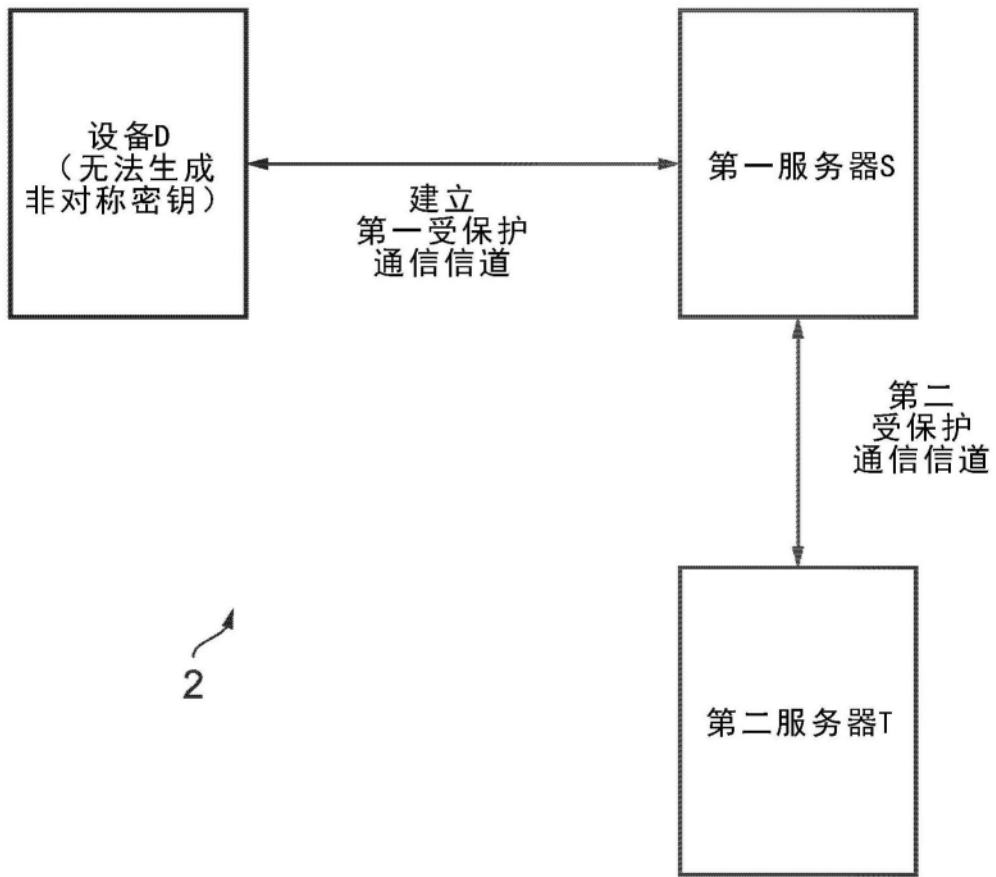 设备D
（无法生成
非对称密钥）
建立
第一受保护
通信信道
第一服务器S
第二
受保护
通信信道
2
第二服务器T